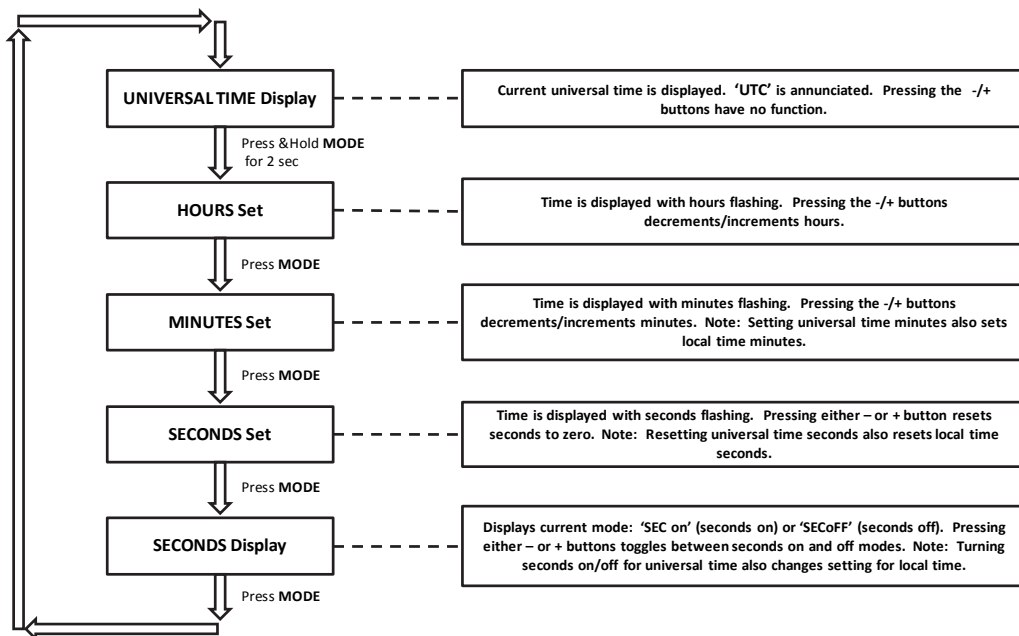 UNIVERSAL TIME Display
Current universal time is displayed. ‘UTC’ is annunciated. Pressing the -/+
buttons have no function.
Press &Hold MODE
for 2 sec
HOURS Set
Time is displayed with hours flashing. Pressing the -/+ buttons
decrements/increments hours.
Press MODE
MINUTES Set
Time is displayed with minutes flashing. Pressing the -/+ buttons
decrements/increments minutes. Note: Setting universal time minutes also sets
local time minutes.
Press MODE
SECONDS Set
Time is displayed with seconds flashing. Pressing either – or + button resets
seconds to zero. Note: Resetting universal time seconds also resets local time
seconds.
Press MODE
SECONDS Display
Displays current mode: ‘SEC on’ (seconds on) or ‘SECoFF’ (seconds off). Pressing
either – or + buttons toggles between seconds on and off modes. Note: Turning
seconds on/off for universal time also changes setting for local time.
Press MODE